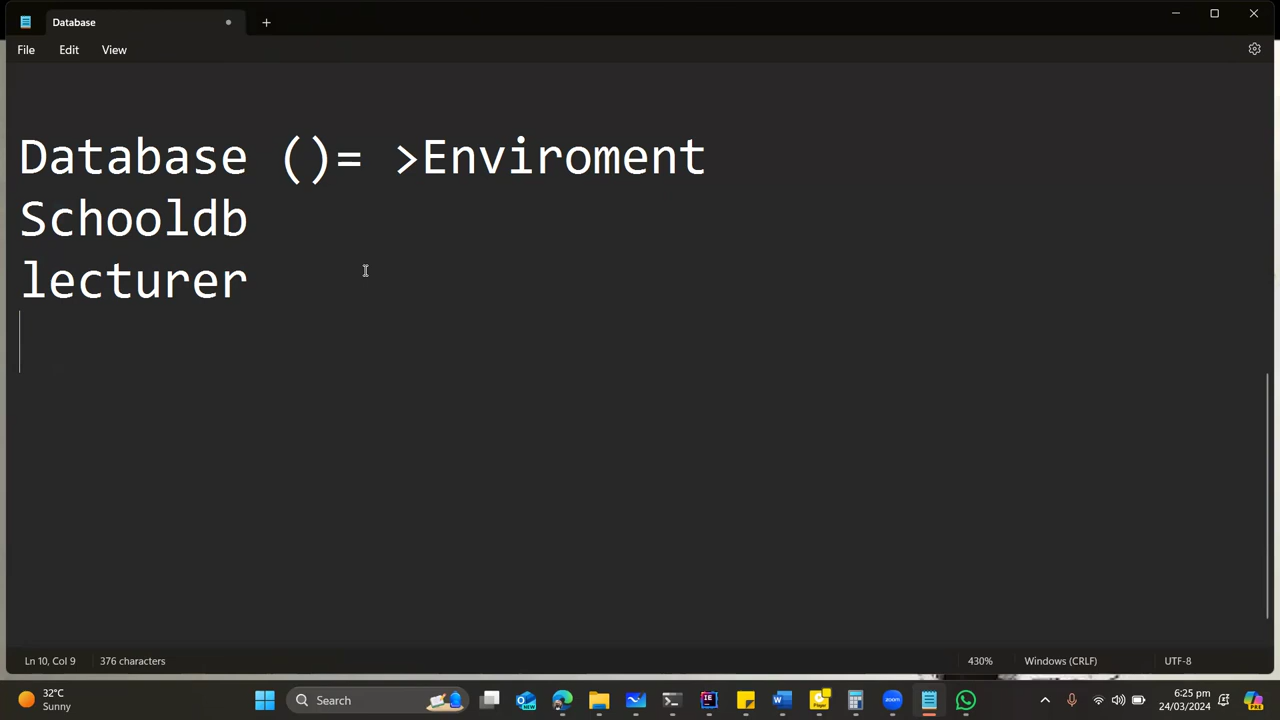 Database
File
Edit
View
Database ()= >Enviroment
Schooldb
lecturer
Ln 10, Col 9
376 characters
430%
Windows (CRLF)
UTF-8
32°C
Sunny
Search
6:25 pm
24/03/2024